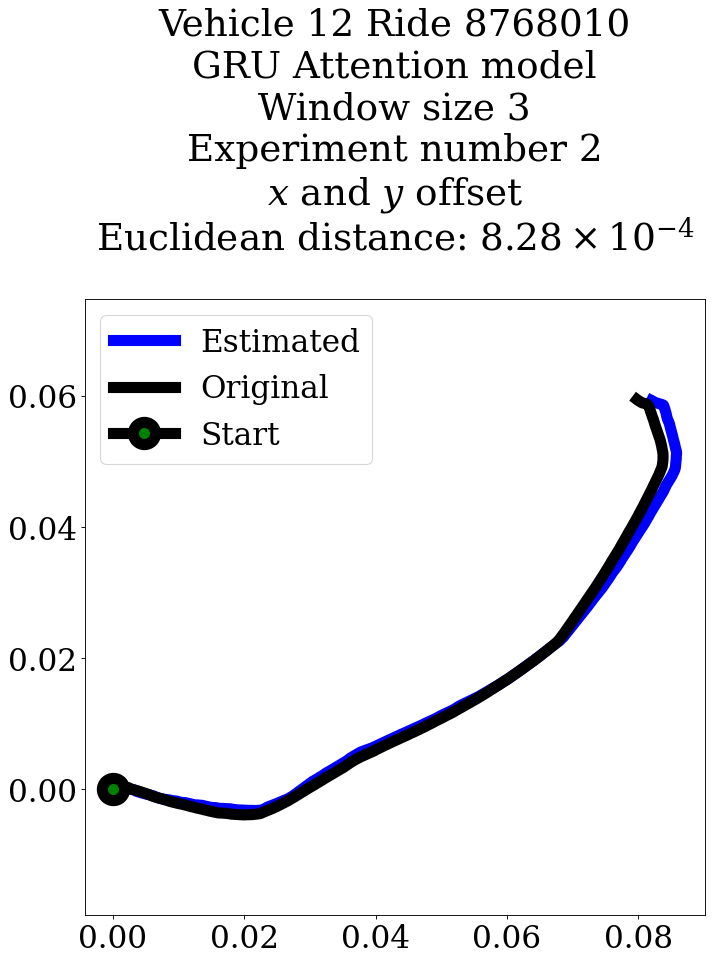 Vehicle 12 Ride 8768010
GRU Attention model
Window size 3
Experiment number 2
x and y offset
Euclidean distance: 8.28 × 10⁻⁴
Estimated
Original
Start
0.06
0.04
0.02
0.00
0.00 0.02 0.04 0.06 0.08